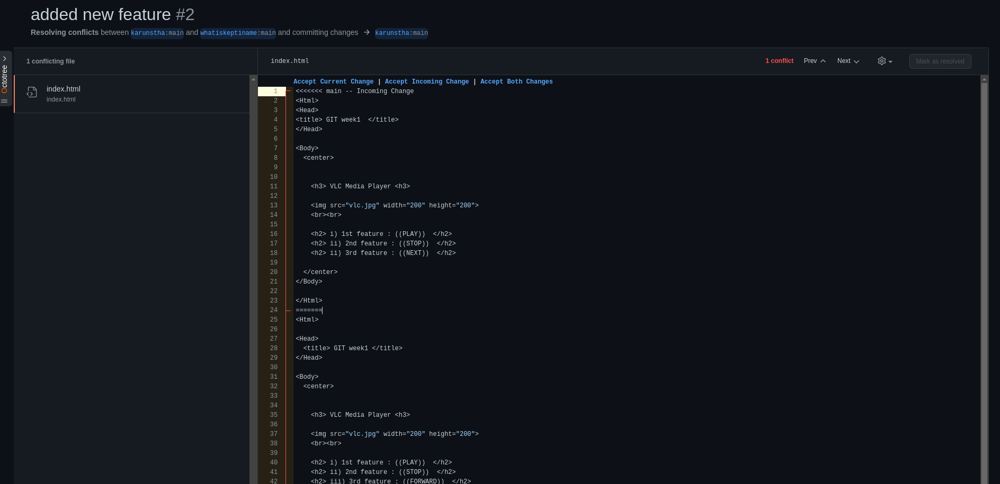 added new feature #2
Resolving conflicts between karunstha:main and whatiskeptiname:main and committing changes → karunstha:main
Octotree
1 conflicting file
index.html
index.html
index.html
1 conflict Prev Next Mark as resolved
Accept Current Change | Accept Incoming Change | Accept Both Changes
1 <<<<<<< main -- Incoming Change
2 <Html>
3 <Head>
4 <title> GIT week1  </title>
5 </Head>
6
7 <Body>
8   <center>
9
10
11     <h3> VLC Media Player <h3>
12
13     <img src="vlc.jpg" width="200" height="200">
14     <br><br>
15
16     <h2> i) 1st feature : ((PLAY))  </h2>
17     <h2> ii) 2nd feature : ((STOP))  </h2>
18     <h2> ii) 3rd feature : ((NEXT))  </h2>
19
20   </center>
21 </Body>
22
23 </Html>
24 =======
25 <Html>
26
27 <Head>
28   <title> GIT week1 </title>
29 </Head>
30
31 <Body>
32   <center>
33
34
35     <h3> VLC Media Player <h3>
36
37     <img src="vlc.jpg" width="200" height="200">
38     <br><br>
39
40     <h2> i) 1st feature : ((PLAY))  </h2>
41     <h2> ii) 2nd feature : ((STOP))  </h2>
42     <h2> iii) 3rd feature : ((FORWARD))  </h2>